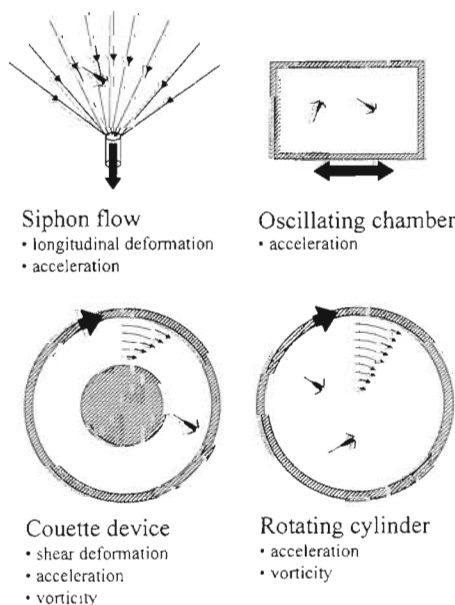 Siphon flow
• longitudinal deformation
• acceleration
Oscillating chamber
• acceleration
Couette device
• shear deformation
• acceleration
• vorticity
Rotating cylinder
• acceleration
• vorticity